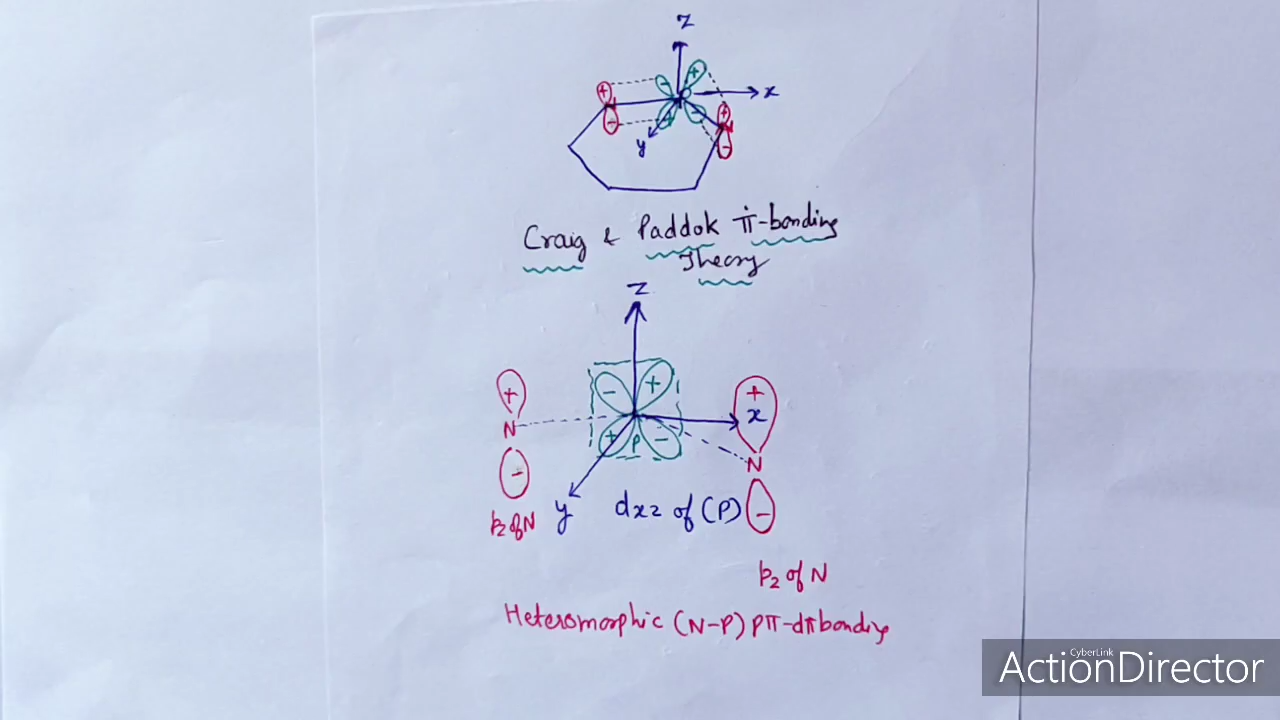 Z
+
-
+
x
+
-
+
-
N
-
y
Craig & Paddok π-bonding
Theory
Z
+
-
+
+
x
N
+
P
-
N
-
y
dxz of (P)
-
pz of N
pz of N
Heteromorphic (N-P) pπ-dπ bonding
CyberLink
ActionDirector